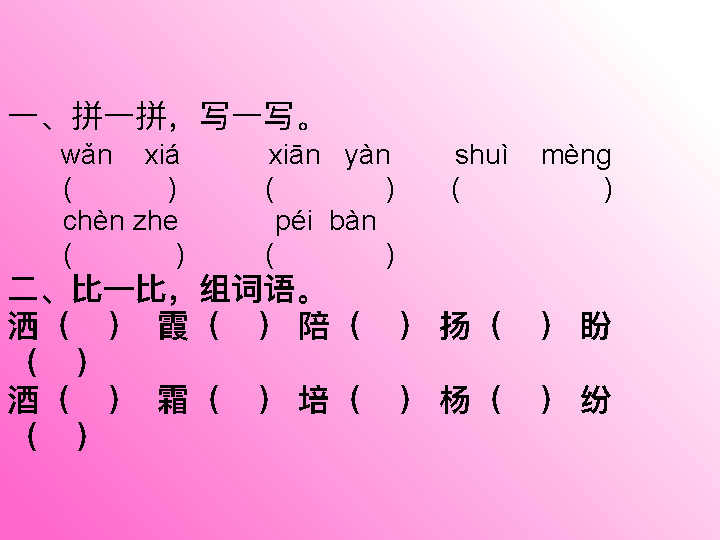 一、拼一拼，写一写。
wǎn xiá xiān yàn shuì mèng
( ) ( ) ( )
chèn zhe péi bàn
( ) ( )
二、比一比，组词语。
洒（ ） 霞（ ） 陪（ ） 扬（ ） 盼
（ ）
酒（ ） 霜（ ） 培（ ） 杨（ ） 纷
（ ）